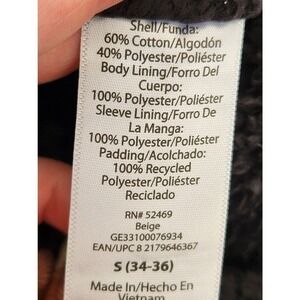 Shell/Funda:
60% Cotton/Algodón
40% Polyester/Poliéster
Body Lining/Forro Del
Cuerpo:
100% Polyester/Poliéster
Sleeve Lining/Forro De
La Manga:
100% Polyester/Poliéster
Padding/Acolchado:
100% Recycled
Polyester/Poliéster
Reciclado
RN# 52469
Beige
GE33100076934
EAN/UPC 8 2179646367
S (34-36)
Made In/Hecho En
Vietnam